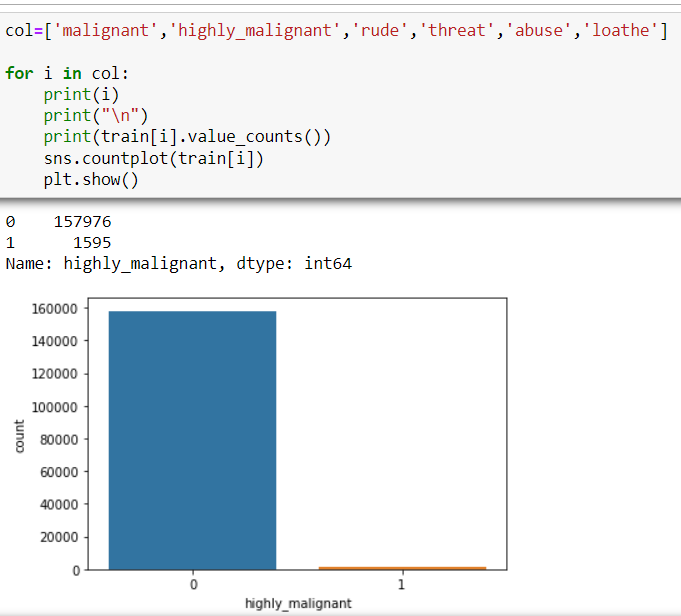 col=['malignant','highly_malignant','rude','threat','abuse','loathe']
for i in col:
    print(i)
    print("\n")
    print(train[i].value_counts())
    sns.countplot(train[i])
    plt.show()
0    157976
1      1595
Name: highly_malignant, dtype: int64
160000
140000
120000
100000
80000
60000
40000
20000
0
count
0 1
highly_malignant